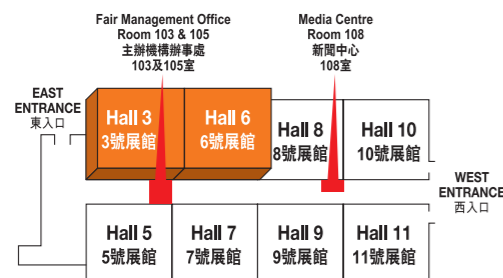 Fair Management Office
Room 103 & 105
主辦機構辦事處
103及105室
Media Centre
Room 108
新聞中心
108室
EAST
ENTRANCE
東入口
Hall 3
3號展館
Hall 6
6號展館
Hall 8
8號展館
Hall 10
10號展館
WEST
ENTRANCE
西入口
Hall 5
5號展館
Hall 7
7號展館
Hall 9
9號展館
Hall 11
11號展館